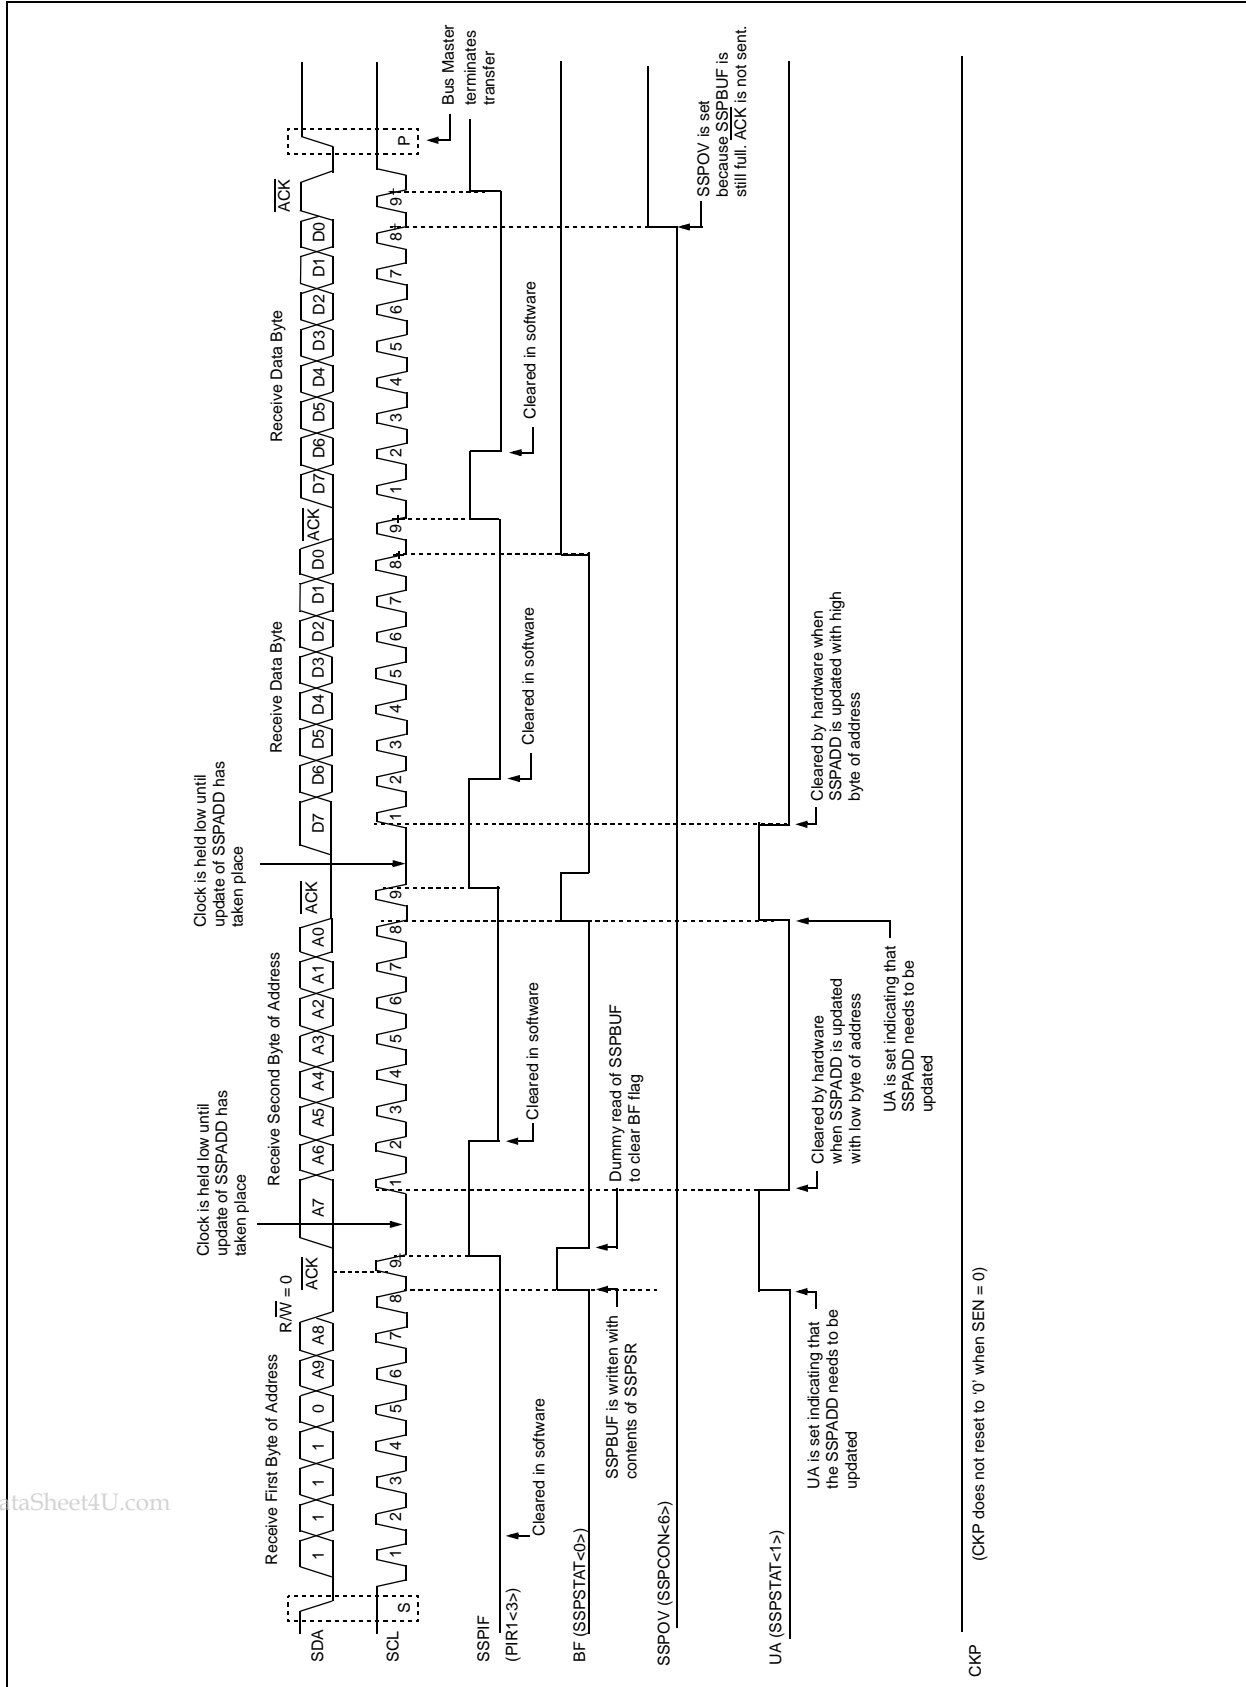 Receive First Byte of Address
R/W = 0
ACK
Clock is held low until
update of SSPADD has
taken place
Receive Second Byte of Address
ACK
Clock is held low until
update of SSPADD has
taken place
Receive Data Byte
ACK
Receive Data Byte
ACK
SDA
1 1 1 1 0 A9 A8 A7 A6 A5 A4 A3 A2 A1 A0 D7 D6 D5 D4 D3 D2 D1 D0 D7 D6 D5 D4 D3 D2 D1 D0
SCL
S 1 2 3 4 5 6 7 8 9 1 2 3 4 5 6 7 8 9 1 2 3 4 5 6 7 8 9 1 2 3 4 5 6 7 8 9 P
Bus Master
terminates
transfer
SSPIF
(PIR1<3>)
Cleared in software
Cleared in software
Cleared in software
Cleared in software
BF (SSPSTAT<0>)
SSPBUF is written with
contents of SSPSR
Dummy read of SSPBUF
to clear BF flag
SSPOV (SSPCON<6>)
SSPOV is set
because SSPBUF is
still full. ACK is not sent.
UA (SSPSTAT<1>)
UA is set indicating that
the SSPADD needs to be
updated
Cleared by hardware
when SSPADD is updated
with low byte of address
UA is set indicating that
SSPADD needs to be
updated
Cleared by hardware when
SSPADD is updated with high
byte of address
CKP
(CKP does not reset to ‘0’ when SEN = 0)
ataSheet4U.com